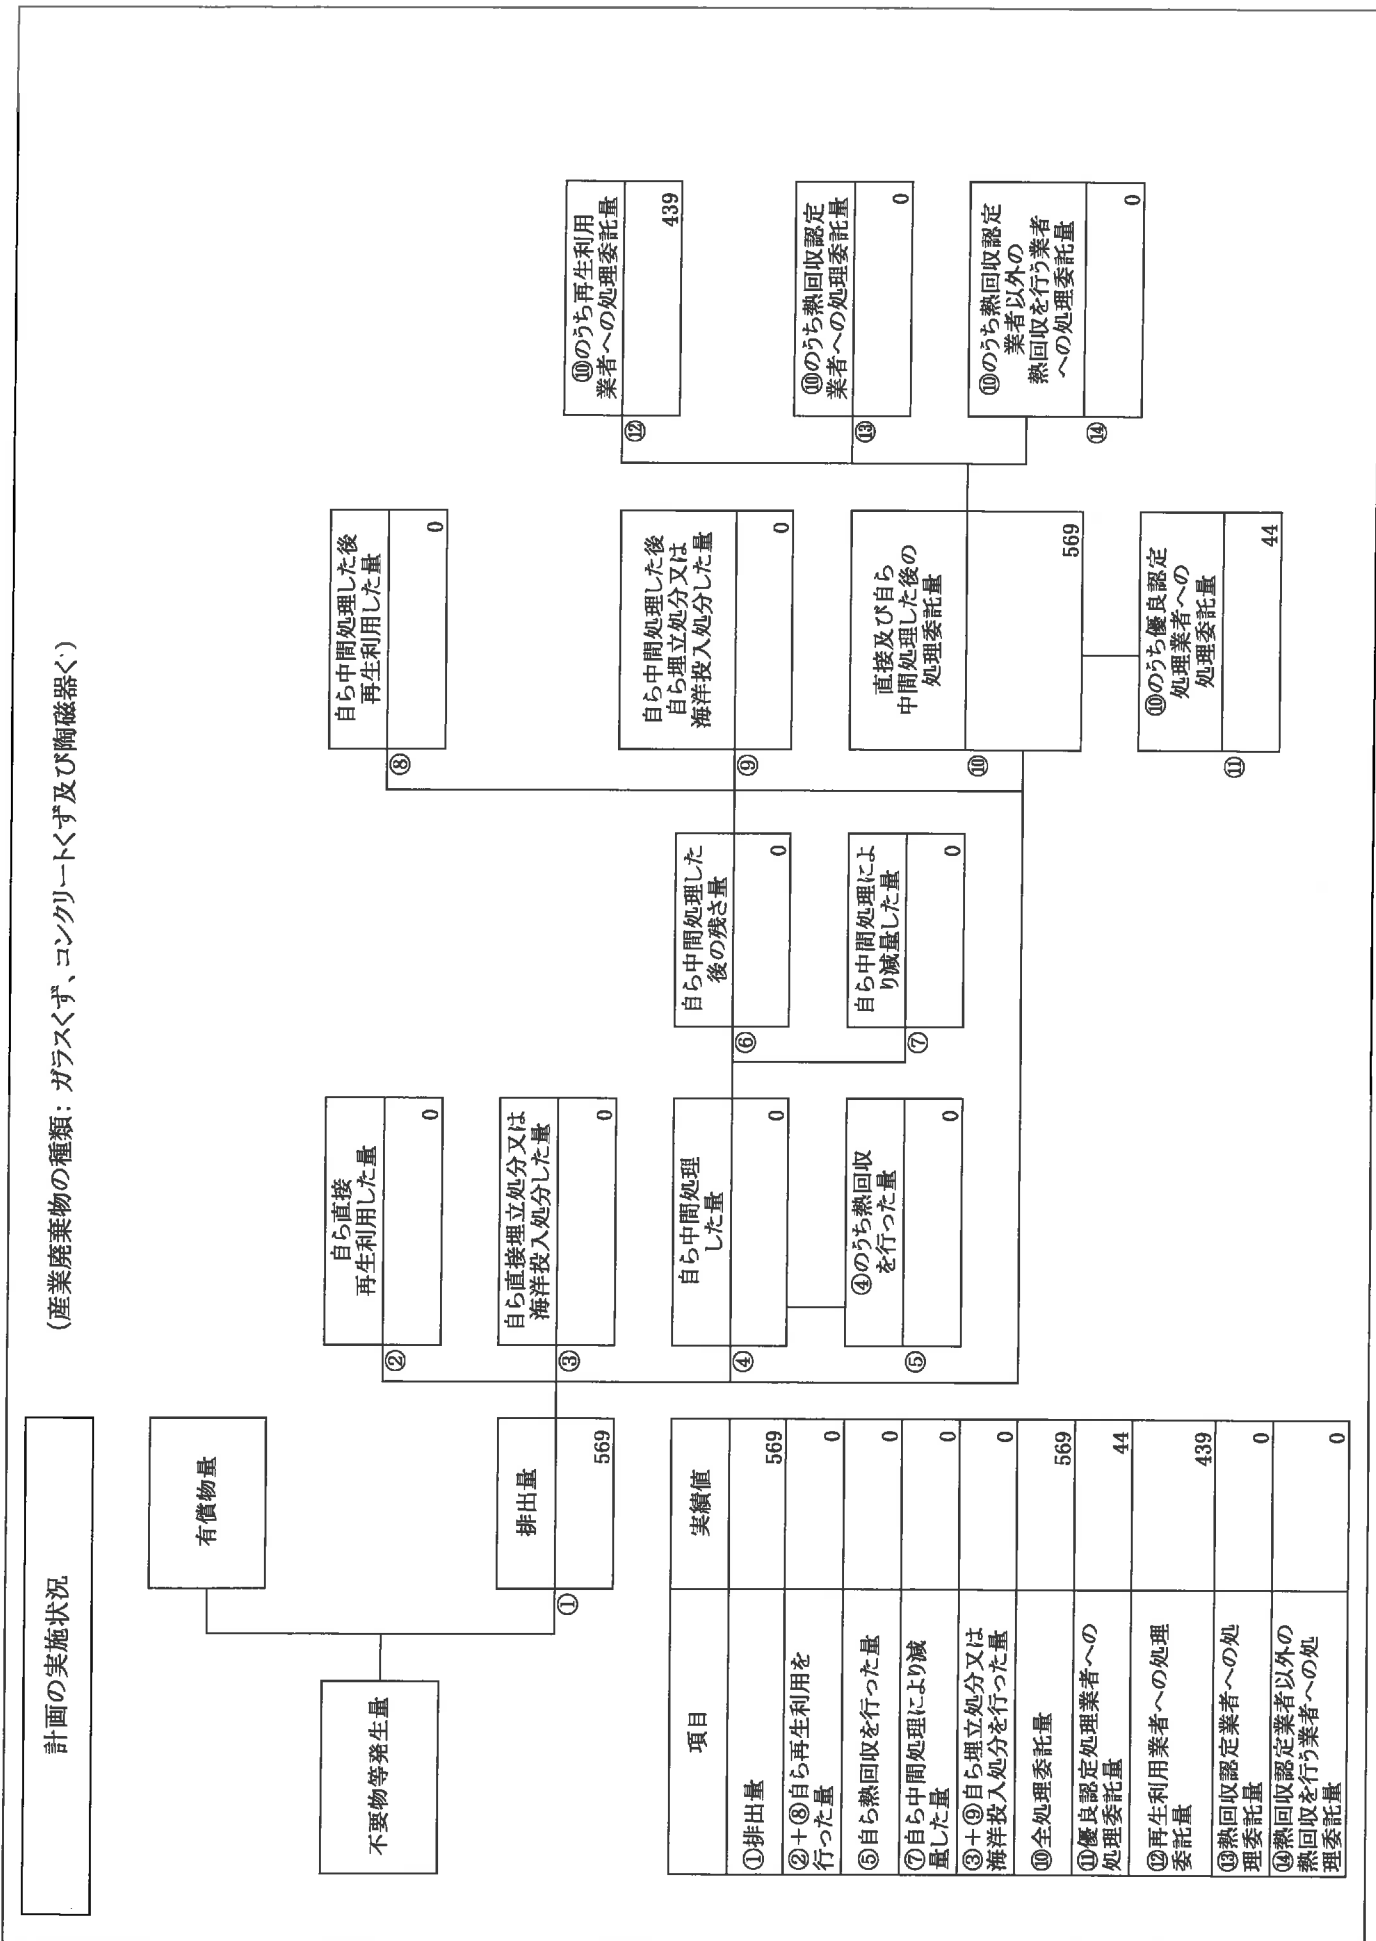 計画の実施状況
(産業廃棄物の種類: ガラスくず、コンクリートくず及び陶磁器く)
不要物等発生量
有償物量
①
排出量
569
②
自ら直接
再生利用した量
0
③
自ら直接埋立処分又は
海洋投入処分した量
0
④
自ら中間処理
した量
0
⑤
④のうち熱回収
を行った量
0
⑥
自ら中間処理した
後の残さ量
0
⑦
自ら中間処理によ
り減量した量
0
⑧
自ら中間処理した後
再生利用した量
0
⑨
自ら中間処理した後
自ら埋立処分又は
海洋投入処分した量
0
⑩
直接及び自ら
中間処理した後の
処理委託量
569
⑪
⑩のうち優良認定
処理業者への
処理委託量
44
⑫
⑩のうち再生利用
業者への処理委託量
439
⑬
⑩のうち熱回収認定
業者への処理委託量
0
⑭
⑩のうち熱回収認定
業者以外の
熱回収を行う業者
への処理委託量
0
項目 実績値
①排出量 569
②+⑧自ら再生利用を
行った量 0
⑤自ら熱回収を行った量 0
⑦自ら中間処理により減
量した量 0
③+⑨自ら埋立処分又は
海洋投入処分を行った量 0
⑩全処理委託量 569
⑪優良認定処理業者への
処理委託量 44
⑫再生利用業者への処理
委託量 439
⑬熱回収認定業者への処
理委託量 0
⑭熱回収認定業者以外の
熱回収を行う業者への処
理委託量 0